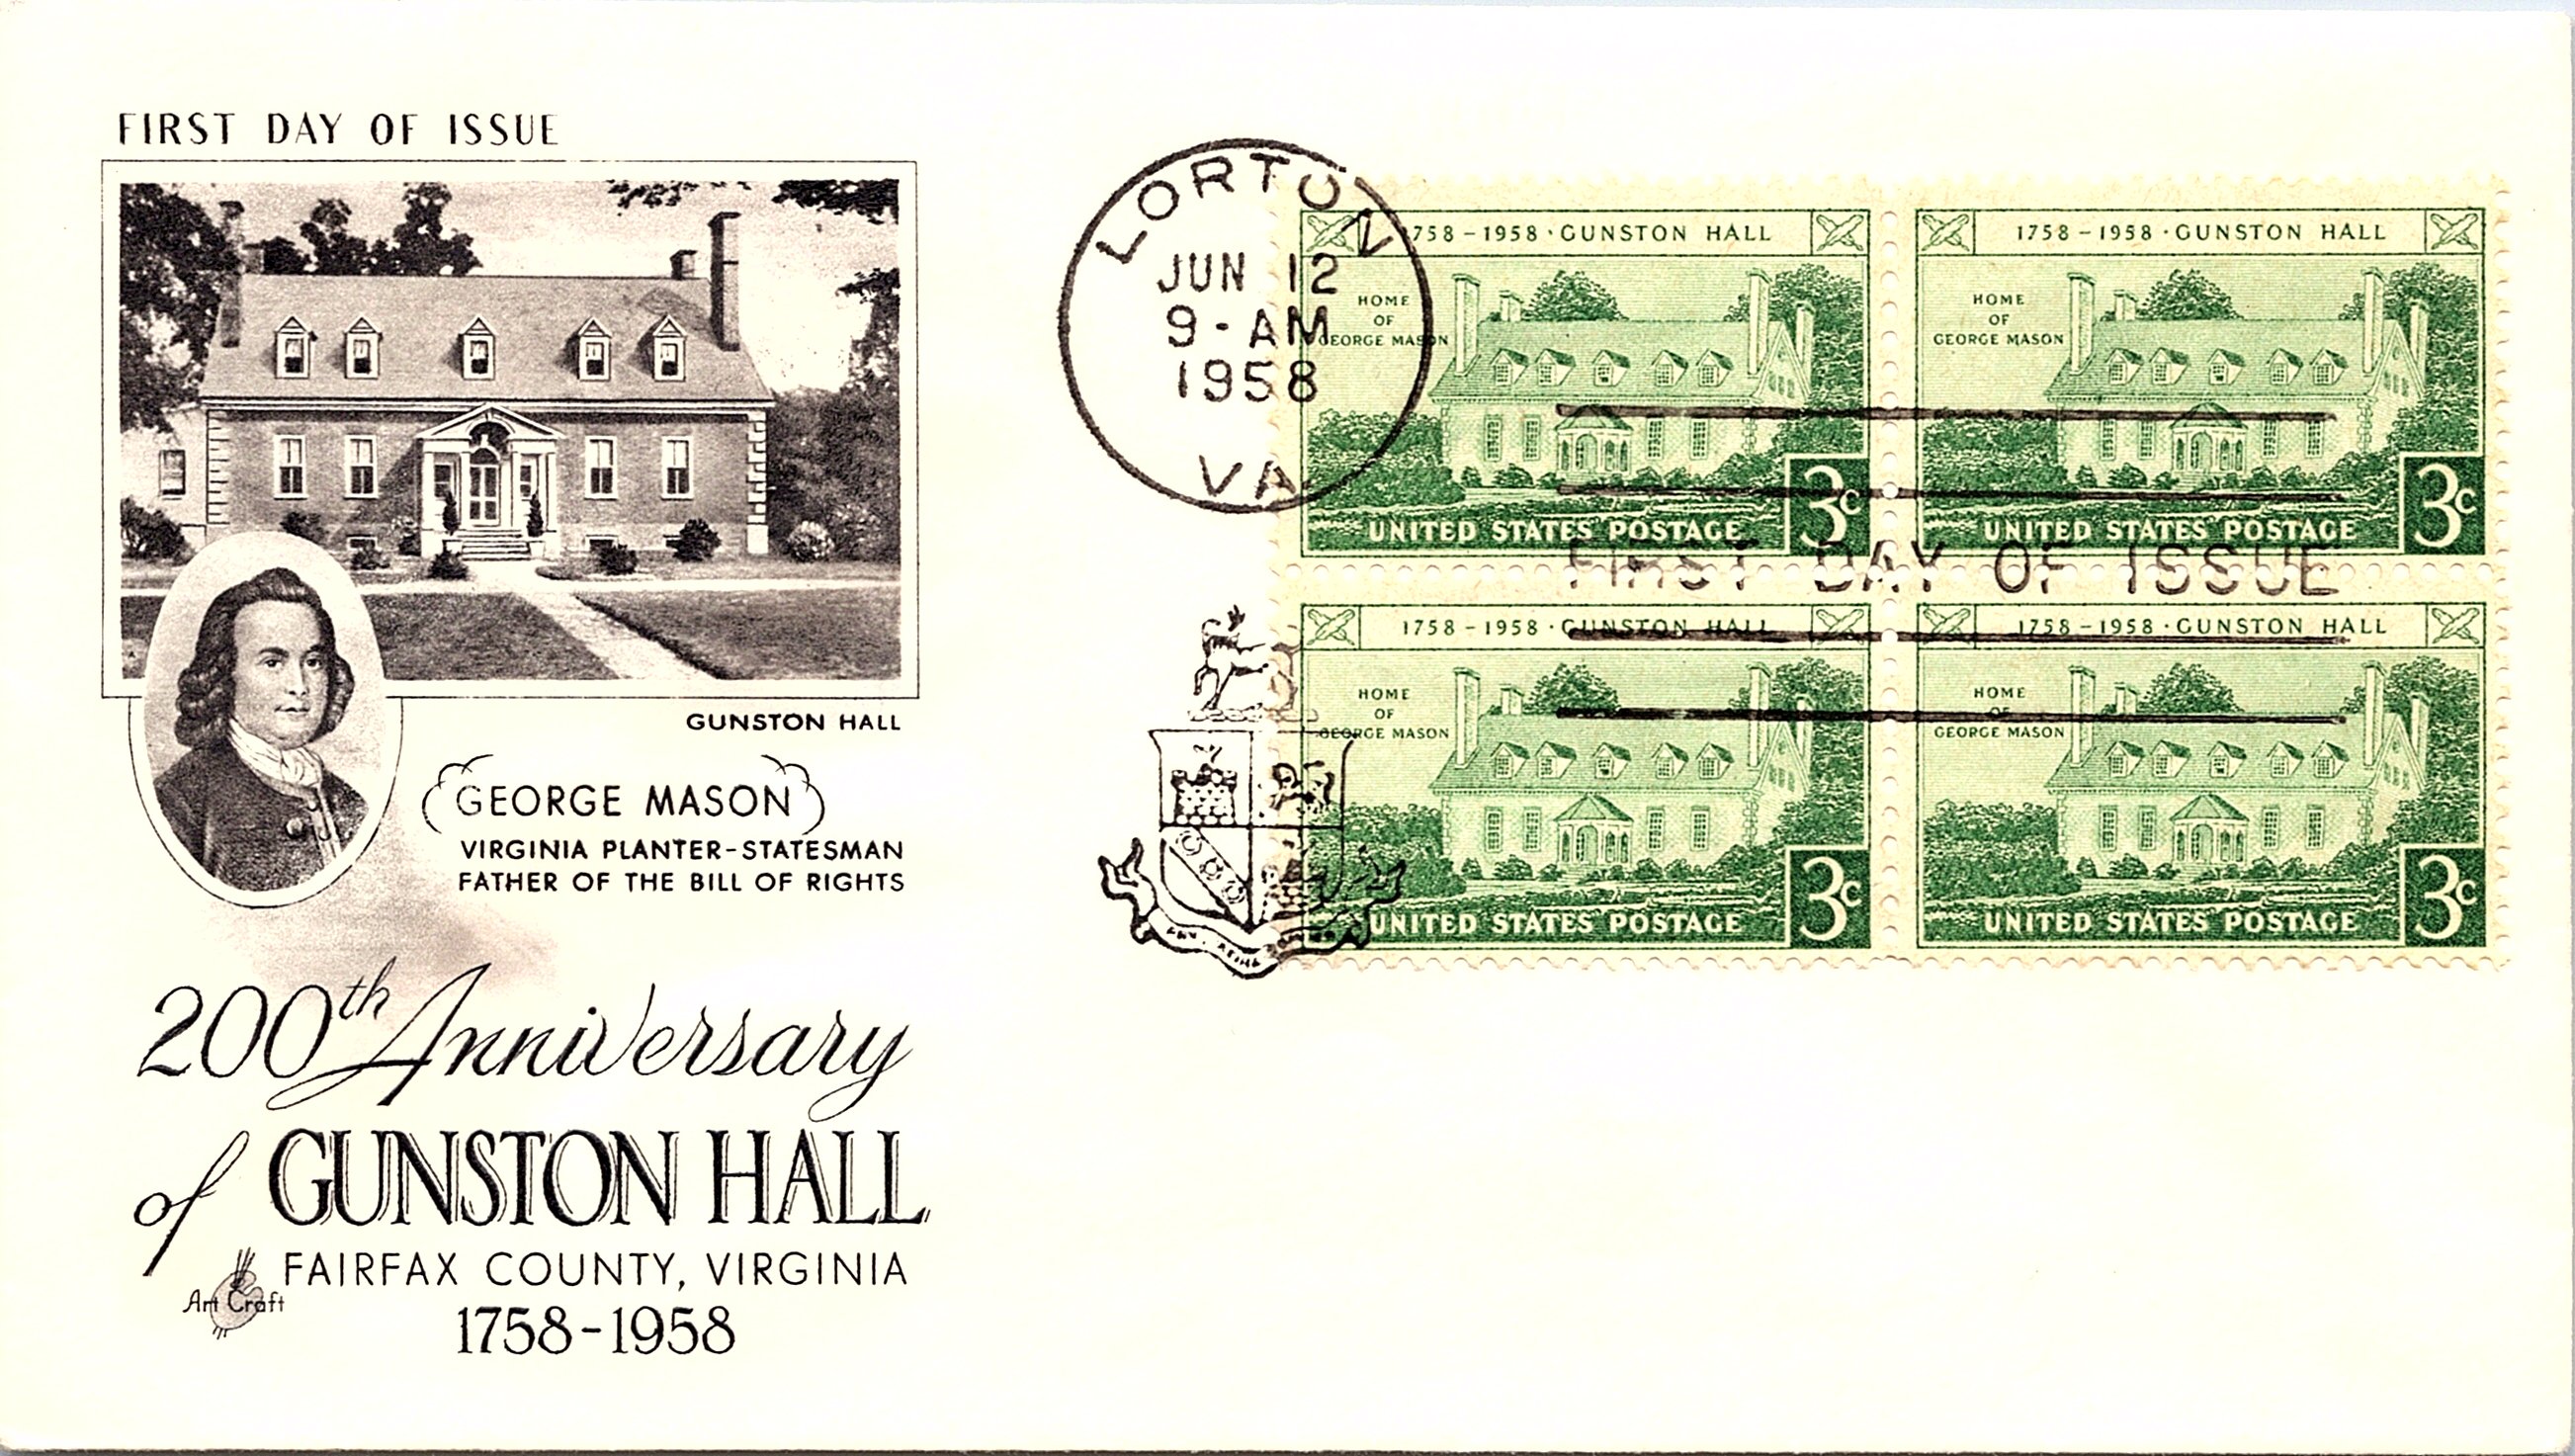 FIRST DAY OF ISSUE
GUNSTON HALL
GEORGE MASON
VIRGINIA PLANTER-STATESMAN
FATHER OF THE BILL OF RIGHTS
200th Anniversary
of GUNSTON HALL
FAIRFAX COUNTY, VIRGINIA
Art Craft
1758-1958
LORTON
JUN 12
9-AM
1958
VA
1758-1958·GUNSTON HALL
HOME
OF
GEORGE MASON
3c
UNITED STATES POSTAGE
1758-1958·GUNSTON HALL
HOME
OF
GEORGE MASON
3c
UNITED STATES POSTAGE
FIRST DAY OF ISSUE
1758-1958·GUNSTON HALL
HOME
OF
GEORGE MASON
3c
UNITED STATES POSTAGE
1758-1958·GUNSTON HALL
HOME
OF
GEORGE MASON
3c
UNITED STATES POSTAGE